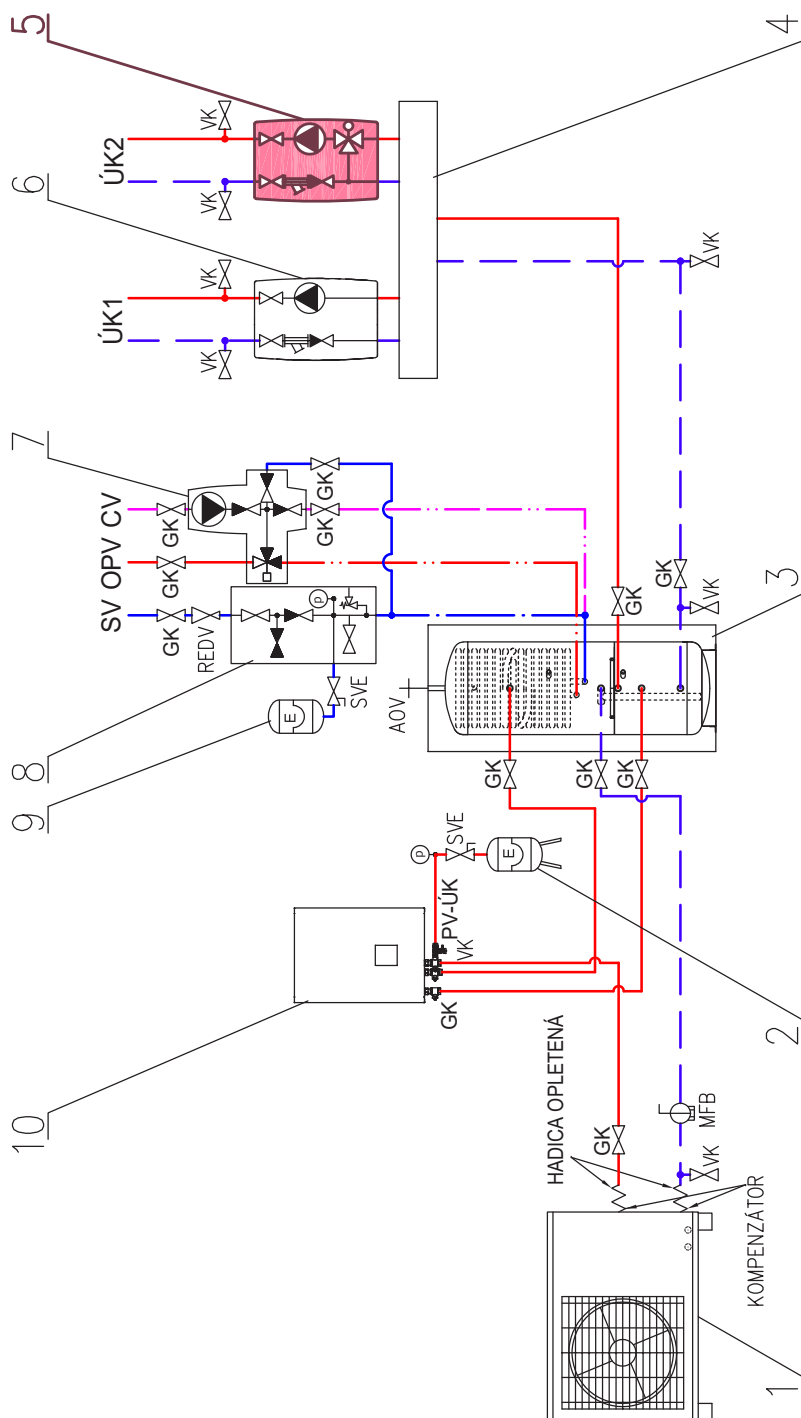 5
4
ÚK2
VK
VK
6
ÚK1
VK
VK
VK
7
SV OPV CV
GK
GK
GK
GK
GK
REDV
P
GK
VK
GK
3
8
SVE
E
9
AOV
GK
GK
GK
10
P
SVE
E
PV-ÚK
VK
GK
2
HADICA OPLETENÁ
GK
MFB
VK
KOMPENZÁTOR
1